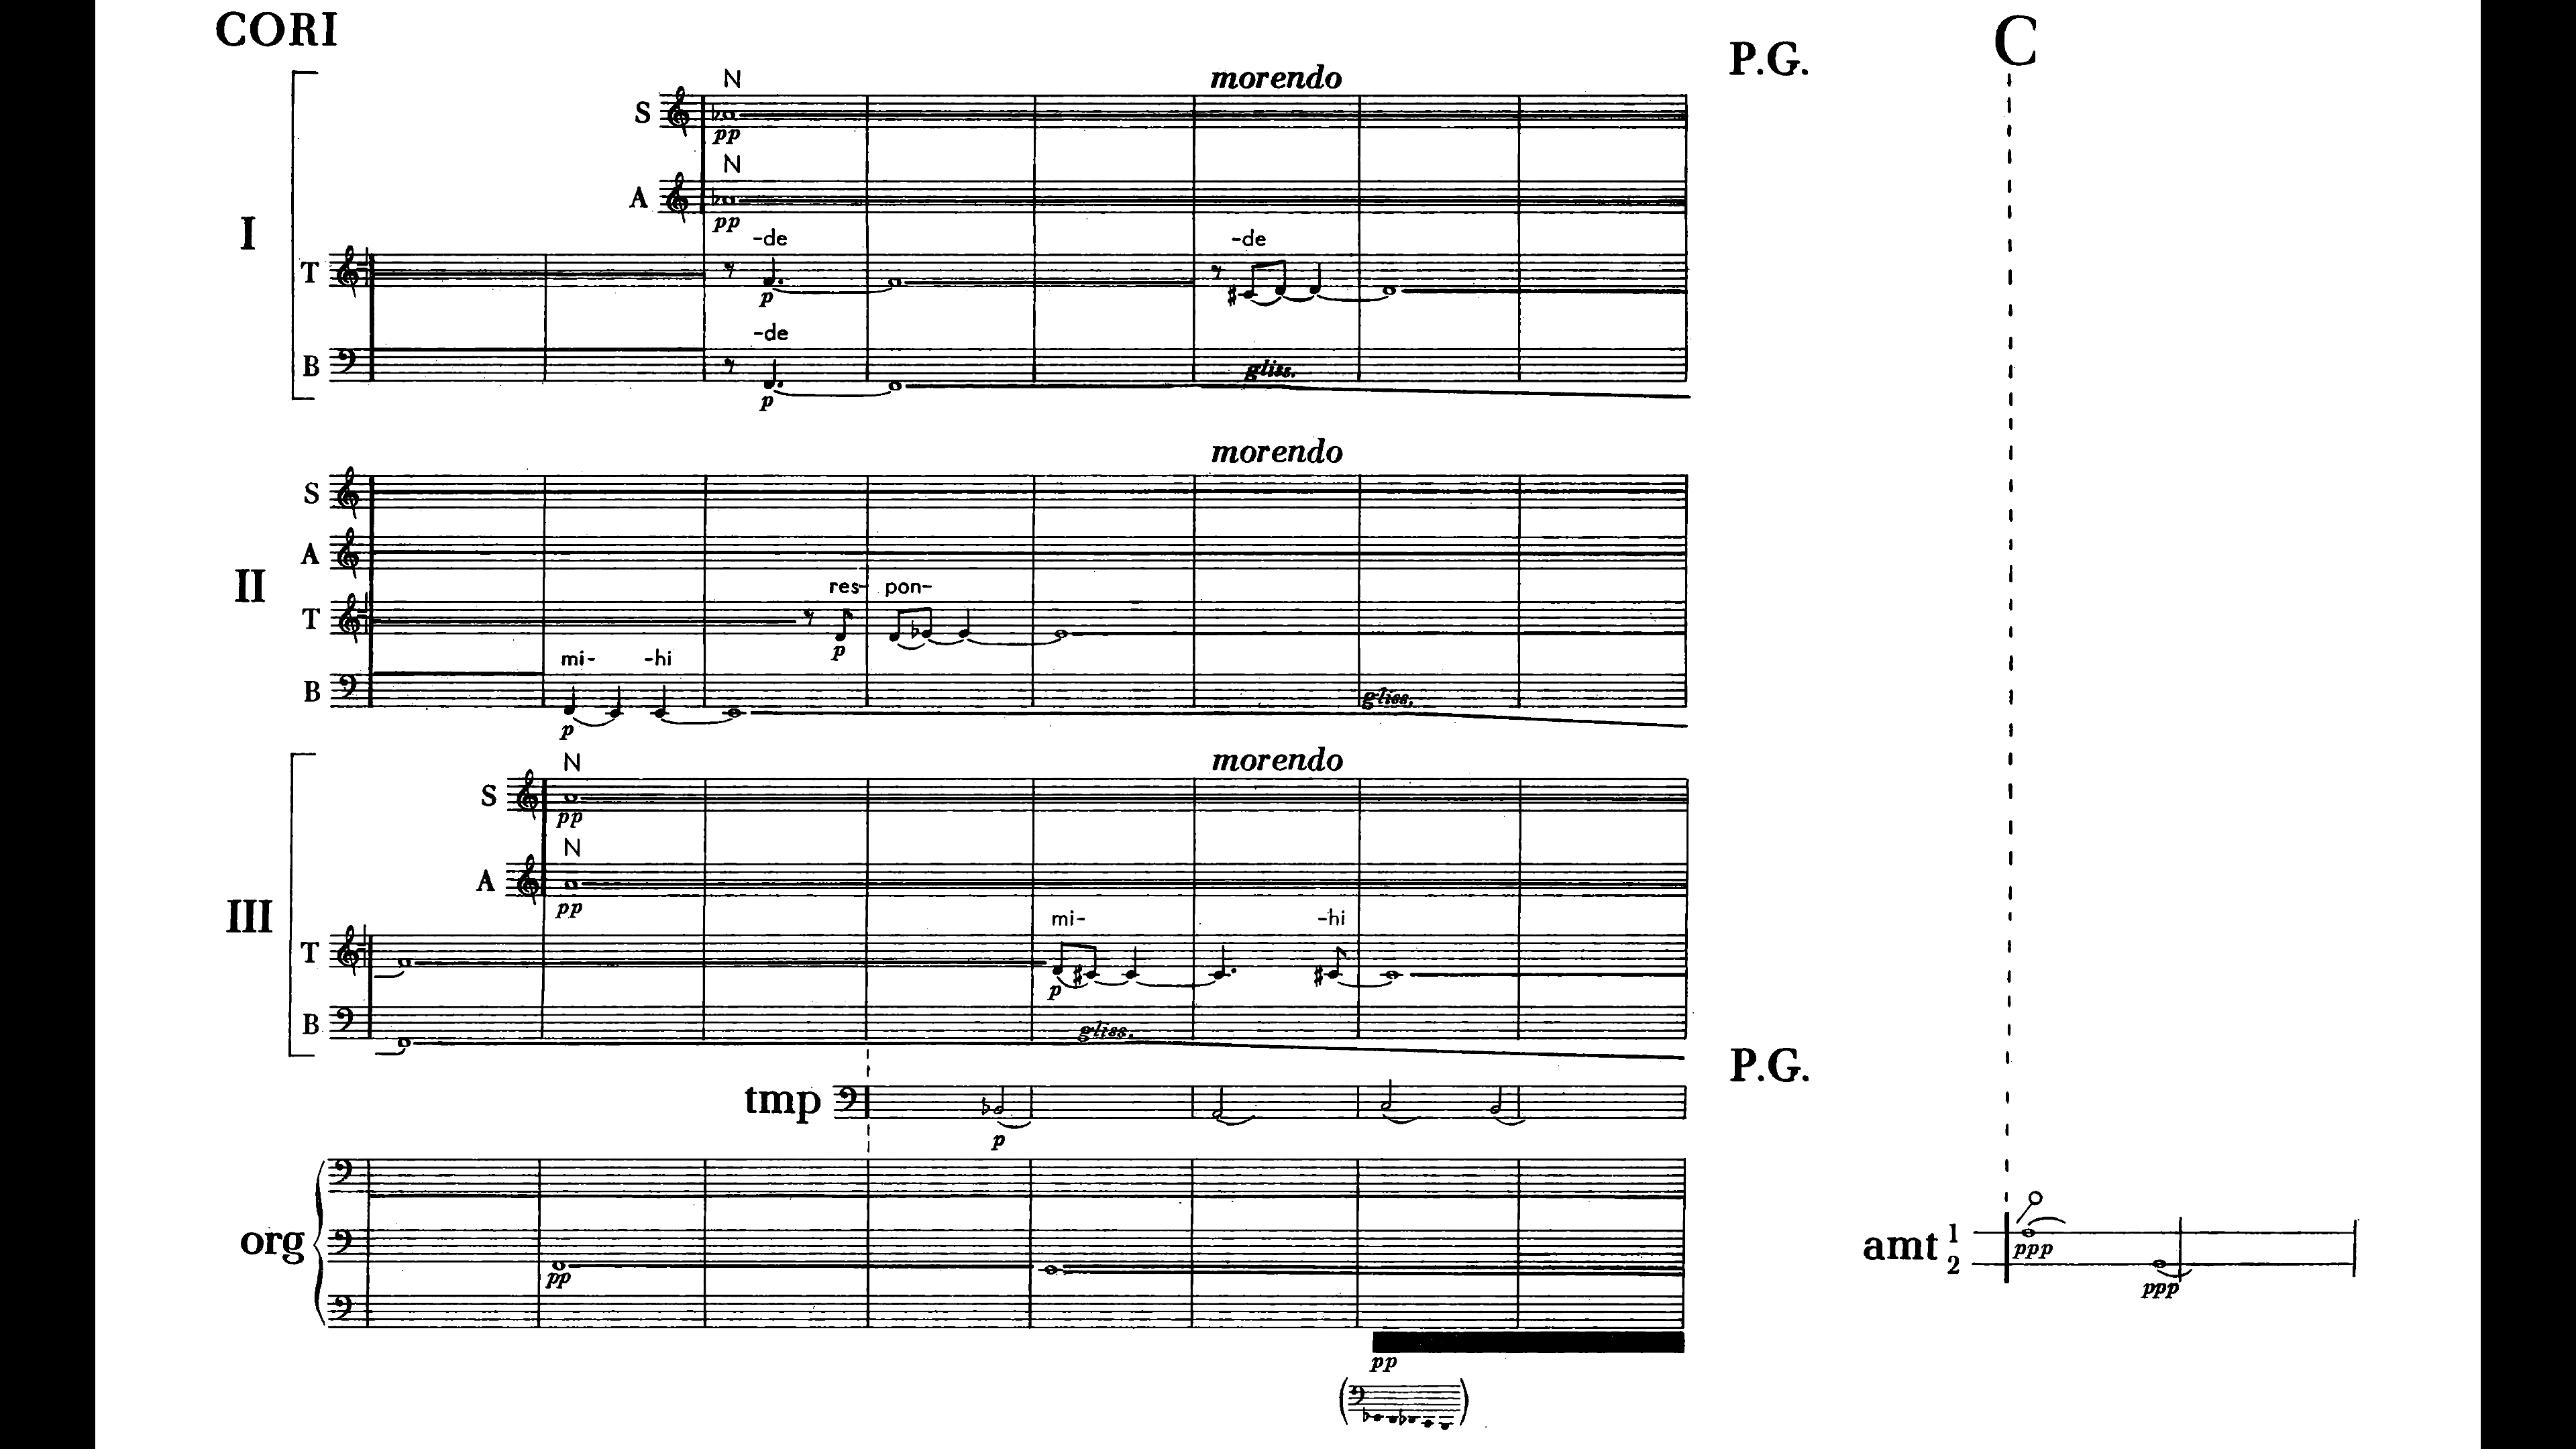 CORI
P.G.
C
N
morendo
S
pp
N
A
pp
I
-de
-de
T
p
-de
B
gliss.
p
morendo
S
A
II
res- pon-
T
p
mi- -hi
B
gliss.
p
N
morendo
S
pp
N
A
pp
III
mi- -hi
T
p
B
gliss.
P.G.
tmp
p
org
pp
amt 1
2
ppp
ppp
pp